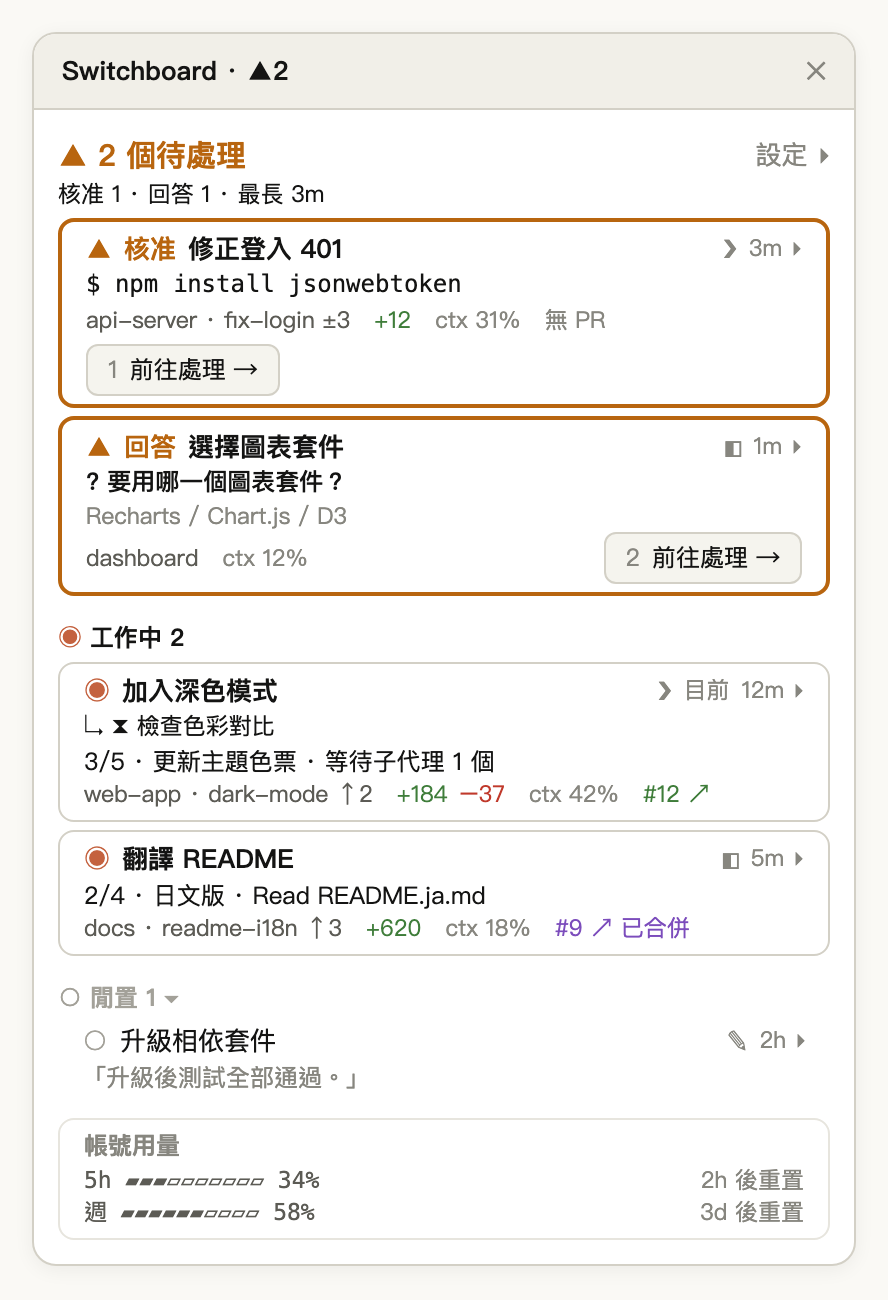 Switchboard · ▲2 ×
▲ 2 個待處理 設定 ▸
核准 1 · 回答 1 · 最長 3m
▲ 核准 修正登入 401 ❯ 3m ▸
$ npm install jsonwebtoken
api-server · fix-login ±3 +12 ctx 31% 無 PR
1 前往處理 →
▲ 回答 選擇圖表套件 ◧ 1m ▸
? 要用哪一個圖表套件？
Recharts / Chart.js / D3
dashboard ctx 12% 2 前往處理 →
◉ 工作中 2
◉ 加入深色模式 ❯ 目前 12m ▸
↳ ⧗ 檢查色彩對比
3/5 · 更新主題色票 · 等待子代理 1 個
web-app · dark-mode ↑2 +184 −37 ctx 42% #12 ↗
◉ 翻譯 README ◧ 5m ▸
2/4 · 日文版 · Read README.ja.md
docs · readme-i18n ↑3 +620 ctx 18% #9 ↗ 已合併
○ 閒置 1 ▾
○ 升級相依套件 ✎ 2h ▸
「升級後測試全部通過。」
帳號用量
5h ▰▰▰▱▱▱▱▱▱▱ 34% 2h 後重置
週 ▰▰▰▰▰▰▱▱▱▱ 58% 3d 後重置